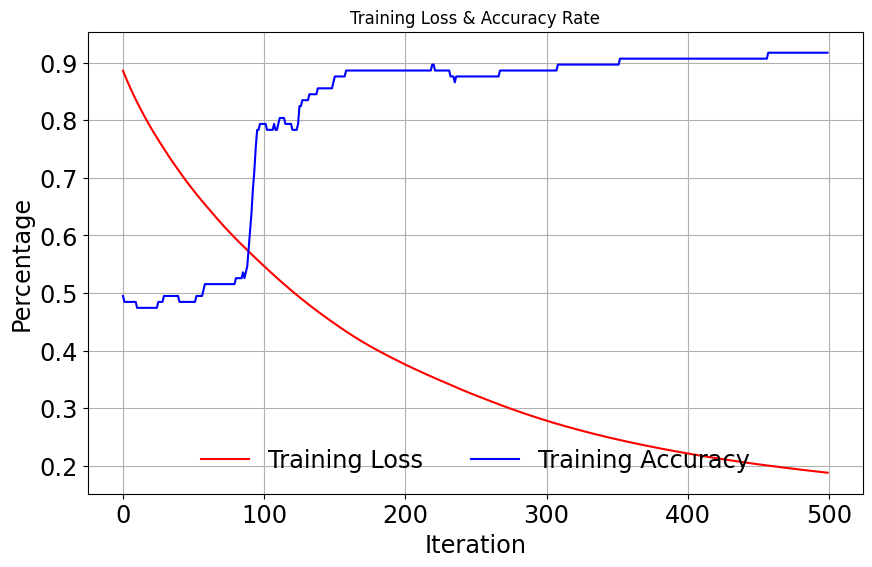 Training Loss & Accuracy Rate
Percentage
0.9
0.8
0.7
0.6
0.5
0.4
0.3
0.2
Training Loss Training Accuracy
0 100 200 300 400 500
Iteration